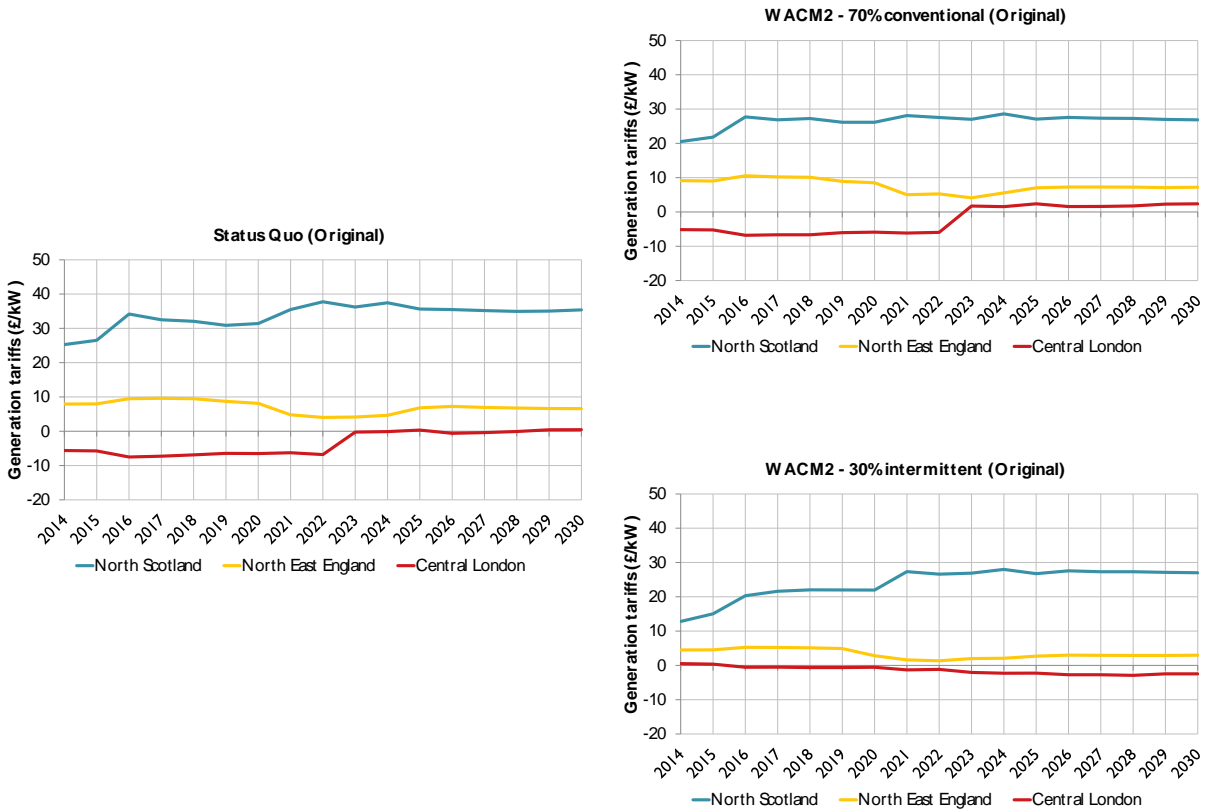 Status Quo (Original)
Generation tariffs (£/kW )
50
40
30
20
10
0
-10
-20
2014 2015 2016 2017 2018 2019 2020 2021 2022 2023 2024 2025 2026 2027 2028 2029 2030
North Scotland North East England Central London
WACM2 - 70% conventional (Original)
Generation tariffs (£/kW )
50
40
30
20
10
0
-10
-20
2014 2015 2016 2017 2018 2019 2020 2021 2022 2023 2024 2025 2026 2027 2028 2029 2030
North Scotland North East England Central London
WACM2 - 30% intermittent (Original)
Generation tariffs (£/kW )
50
40
30
20
10
0
-10
-20
2014 2015 2016 2017 2018 2019 2020 2021 2022 2023 2024 2025 2026 2027 2028 2029 2030
North Scotland North East England Central London